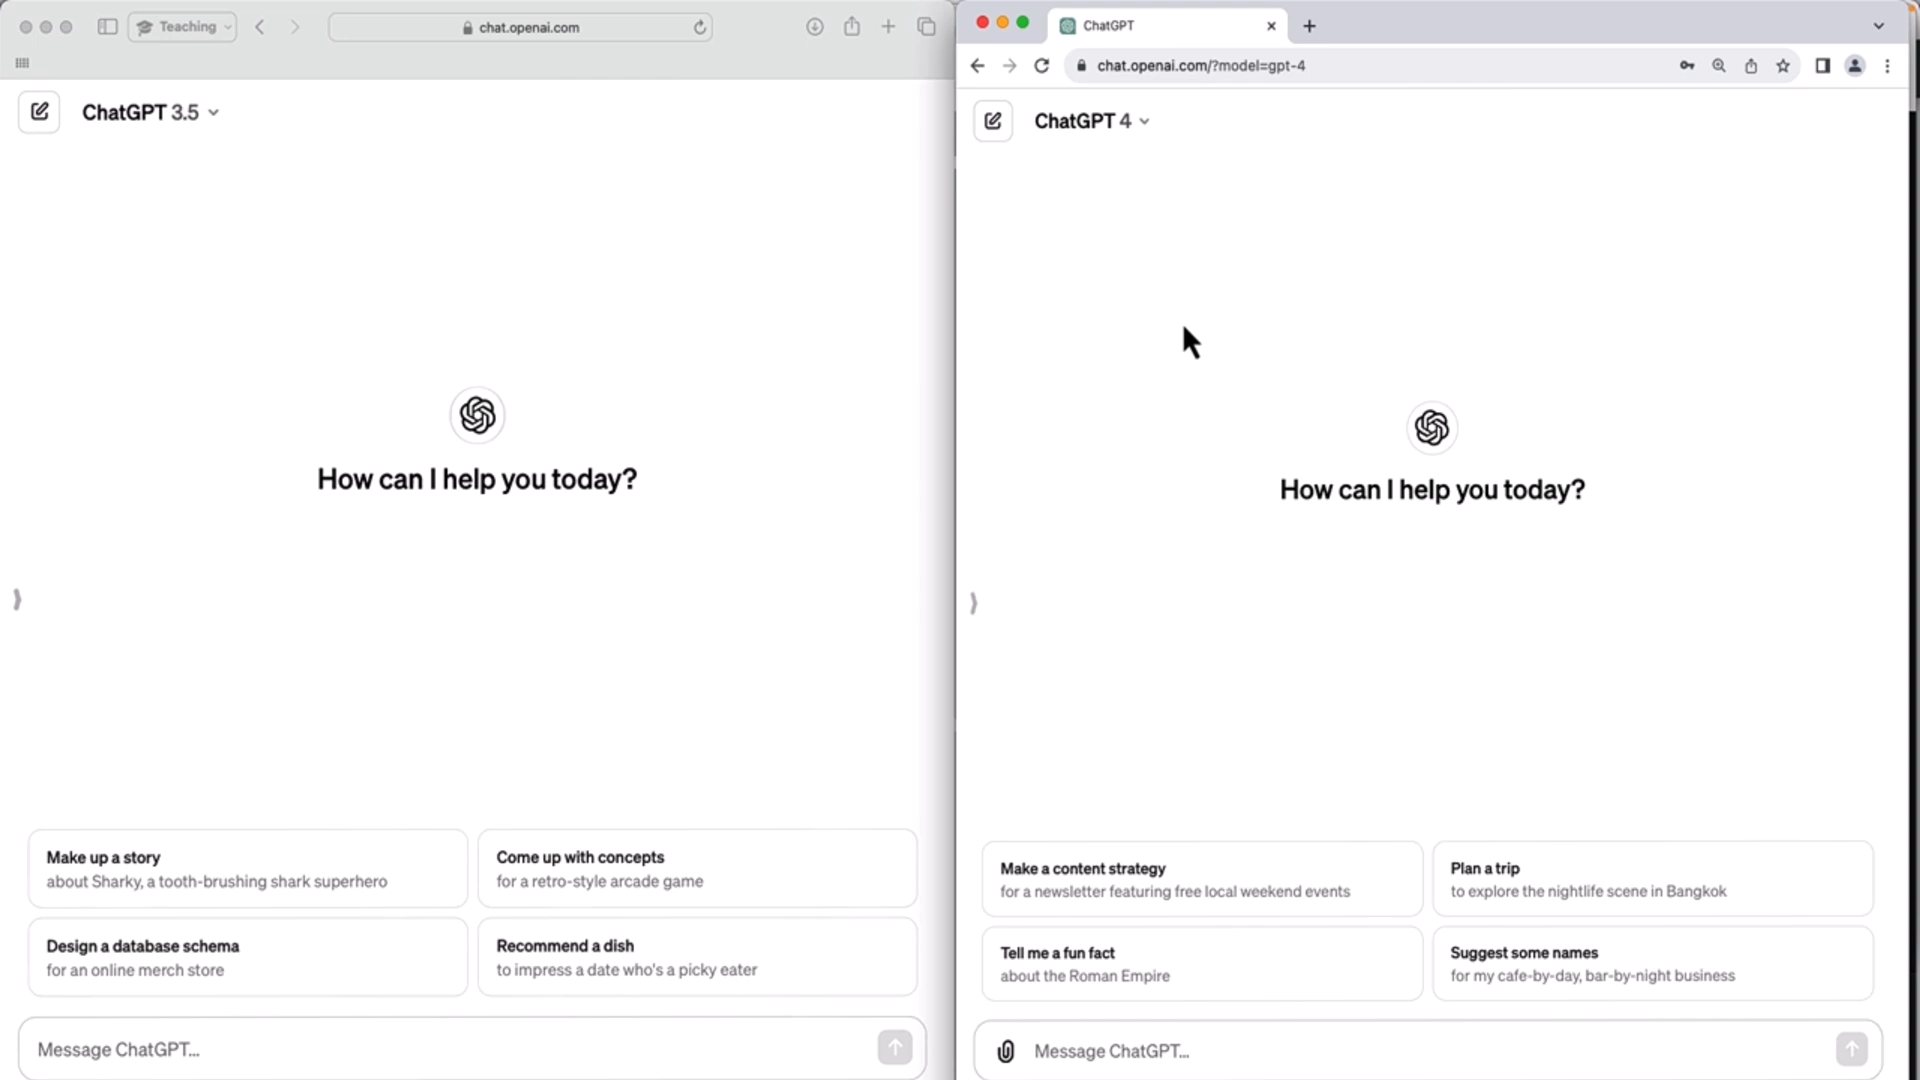 Teaching
chat.openai.com
ChatGPT 3.5
How can I help you today?
Make up a story
about Sharky, a tooth-brushing shark superhero
Come up with concepts
for a retro-style arcade game
Design a database schema
for an online merch store
Recommend a dish
to impress a date who's a picky eater
Message ChatGPT...
ChatGPT
chat.openai.com/?model=gpt-4
ChatGPT 4
How can I help you today?
Make a content strategy
for a newsletter featuring free local weekend events
Plan a trip
to explore the nightlife scene in Bangkok
Tell me a fun fact
about the Roman Empire
Suggest some names
for my cafe-by-day, bar-by-night business
Message ChatGPT...